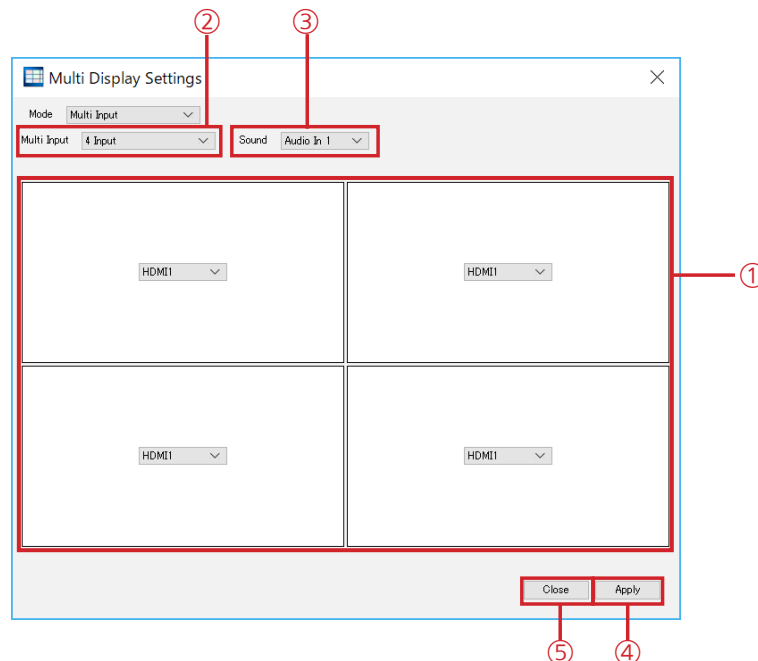 ② ③
Multi Display Settings
Mode Multi Input
Multi Input 4 Input Sound Audio In 1
HDMI1 HDMI1
①
HDMI1 HDMI1
Close Apply
⑤ ④